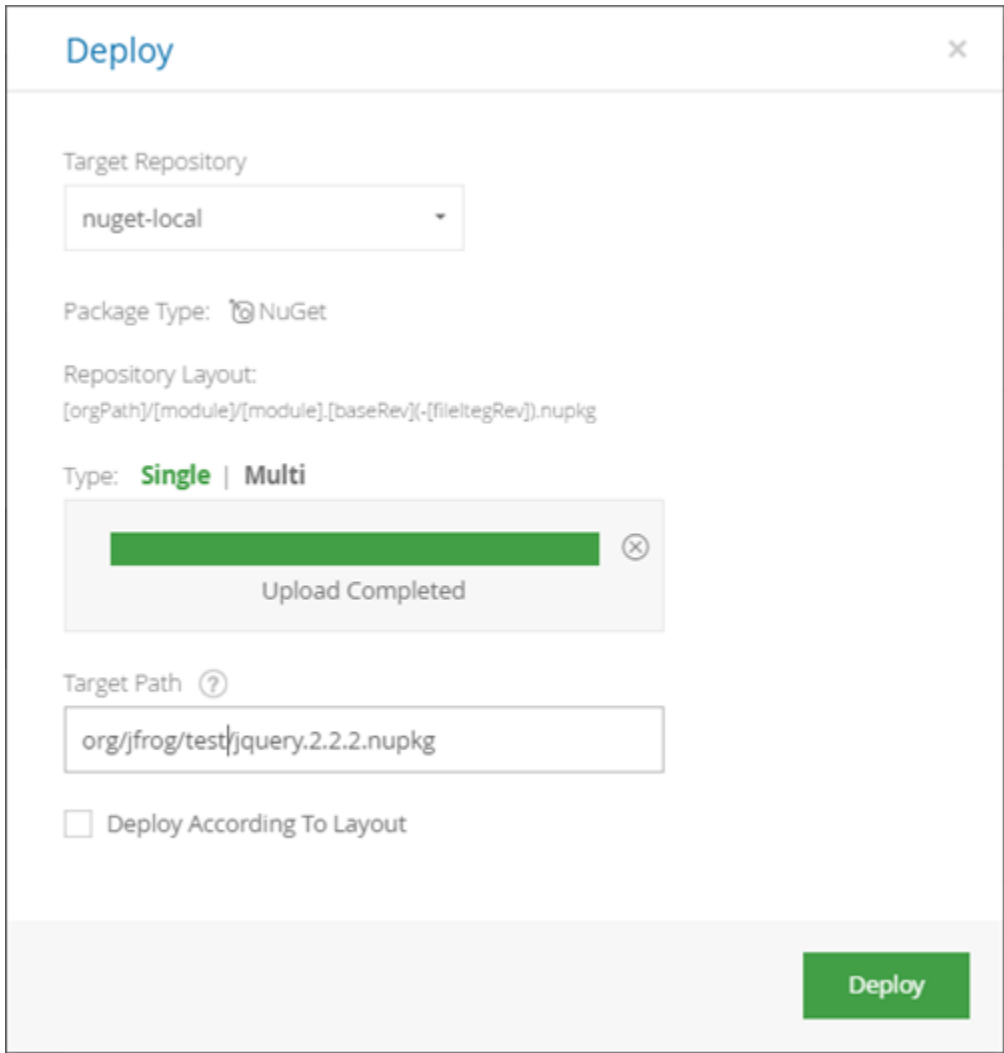 Deploy
Target Repository
nuget-local
Package Type: NuGet
Repository Layout:
[orgPath]/[module]/[module].[baseRev](-[fileItegRev]).nupkg
Type: Single | Multi
Upload Completed
Target Path ?
org/jfrog/test/jquery.2.2.2.nupkg
Deploy According To Layout
Deploy